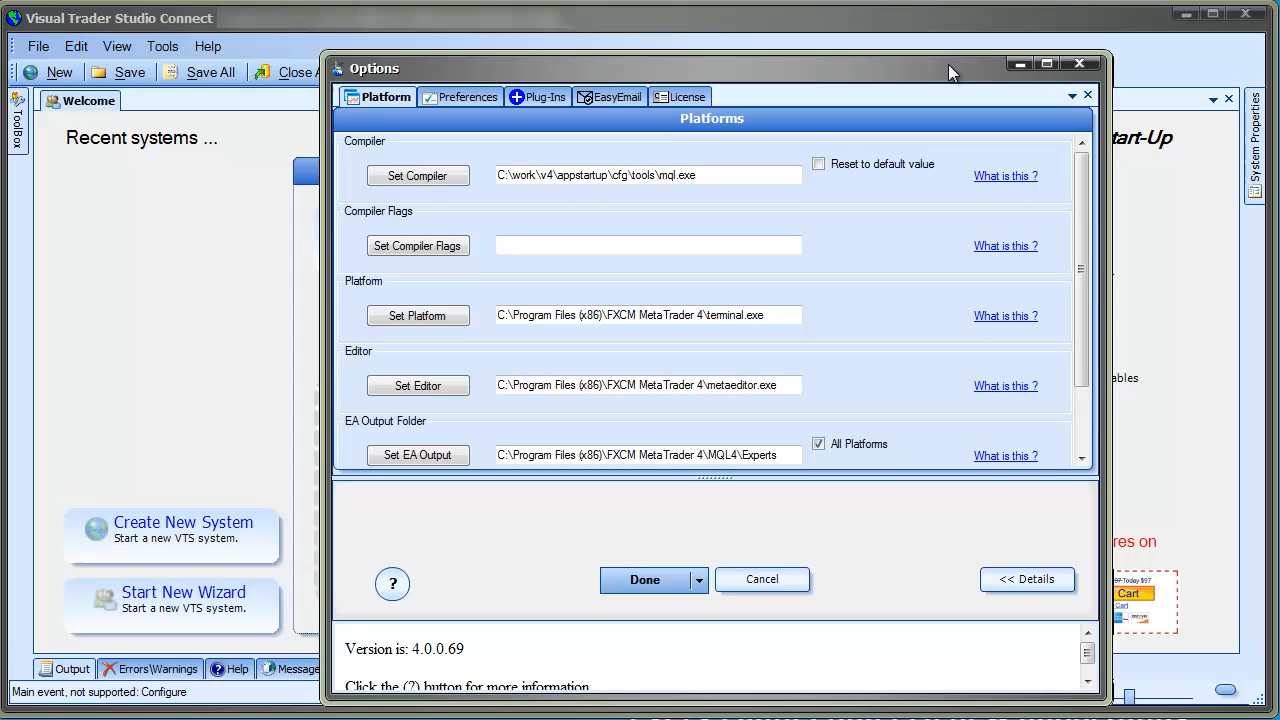 Visual Trader Studio Connect
File Edit View Tools Help
New Save Save All Close A
Options
Welcome
Platform Preferences Plug-Ins EasyEmail License
ToolBox
System Properties
Recent systems ...
art-Up
Platforms
Compiler
Set Compiler C:\work\v4\appstartup\cfg\tools\mql.exe Reset to default value What is this ?
Compiler Flags
Set Compiler Flags What is this ?
Platform
Set Platform C:\Program Files (x86)\FXCM MetaTrader 4\terminal.exe What is this ?
Editor
Set Editor C:\Program Files (x86)\FXCM MetaTrader 4\metaeditor.exe What is this ?
ables
EA Output Folder
Set EA Output C:\Program Files (x86)\FXCM MetaTrader 4\MQL4\Experts All Platforms What is this ?
Create New System
Start a new VTS system.
res on
? Done Cancel << Details
Today $97
Cart
Cart
Start New Wizard
Start a new VTS system.
Version is: 4.0.0.69
Click the (?) button for more information
Output Errors\Warnings Help Message
Main event, not supported: Configure